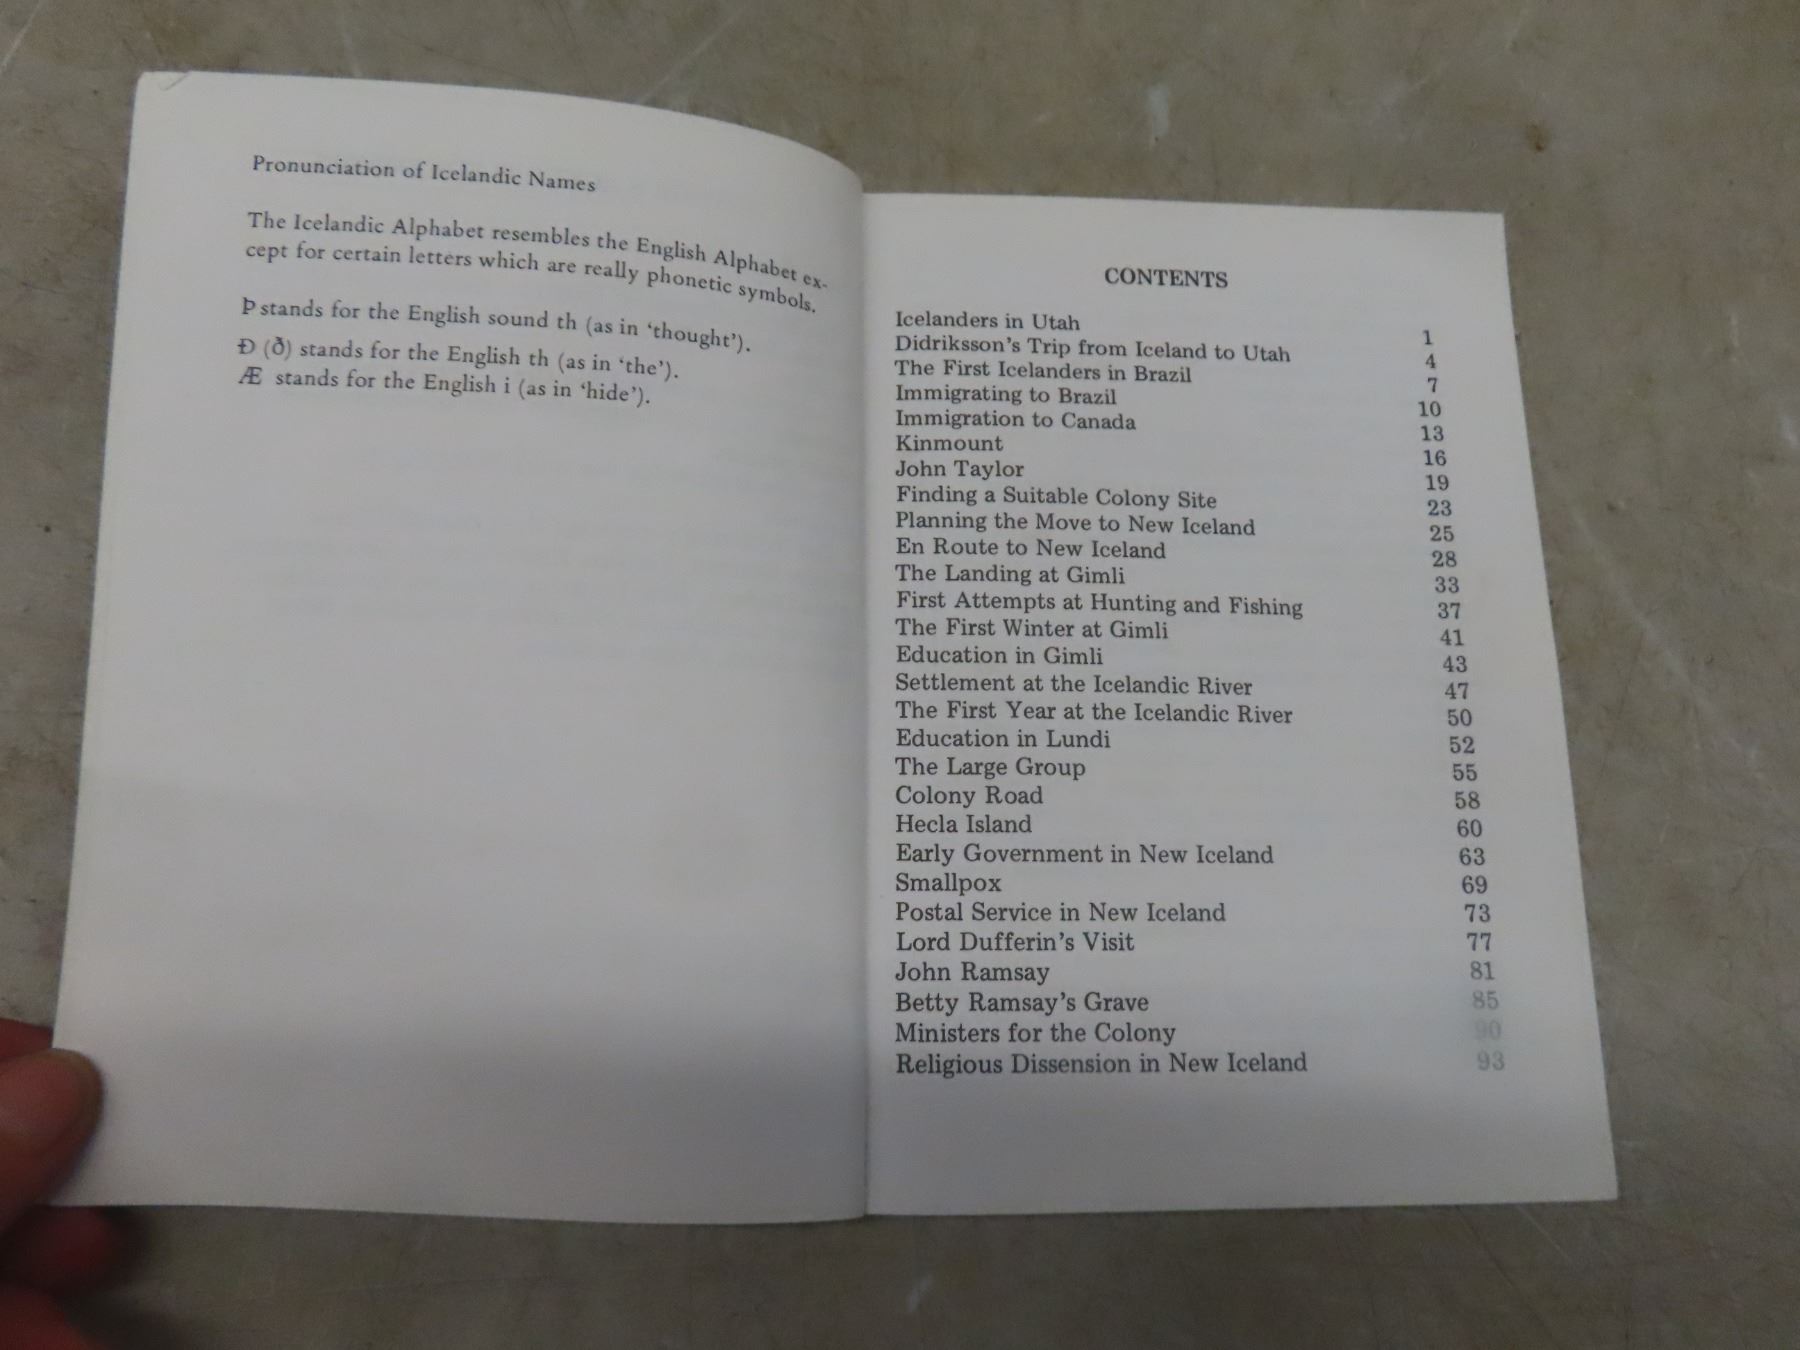 Pronunciation of Icelandic Names
The Icelandic Alphabet resembles the English Alphabet ex-
cept for certain letters which are really phonetic symbols.
Þ stands for the English sound th (as in ‘thought’).
Ð (ð) stands for the English th (as in ‘the’).
Æ stands for the English i (as in ‘hide’).
CONTENTS
Icelanders in Utah 1
Didriksson's Trip from Iceland to Utah 4
The First Icelanders in Brazil 7
Immigrating to Brazil 10
Immigration to Canada 13
Kinmount 16
John Taylor 19
Finding a Suitable Colony Site 23
Planning the Move to New Iceland 25
En Route to New Iceland 28
The Landing at Gimli 33
First Attempts at Hunting and Fishing 37
The First Winter at Gimli 41
Education in Gimli 43
Settlement at the Icelandic River 47
The First Year at the Icelandic River 50
Education in Lundi 52
The Large Group 55
Colony Road 58
Hecla Island 60
Early Government in New Iceland 63
Smallpox 69
Postal Service in New Iceland 73
Lord Dufferin's Visit 77
John Ramsay 81
Betty Ramsay's Grave 85
Ministers for the Colony 90
Religious Dissension in New Iceland 93